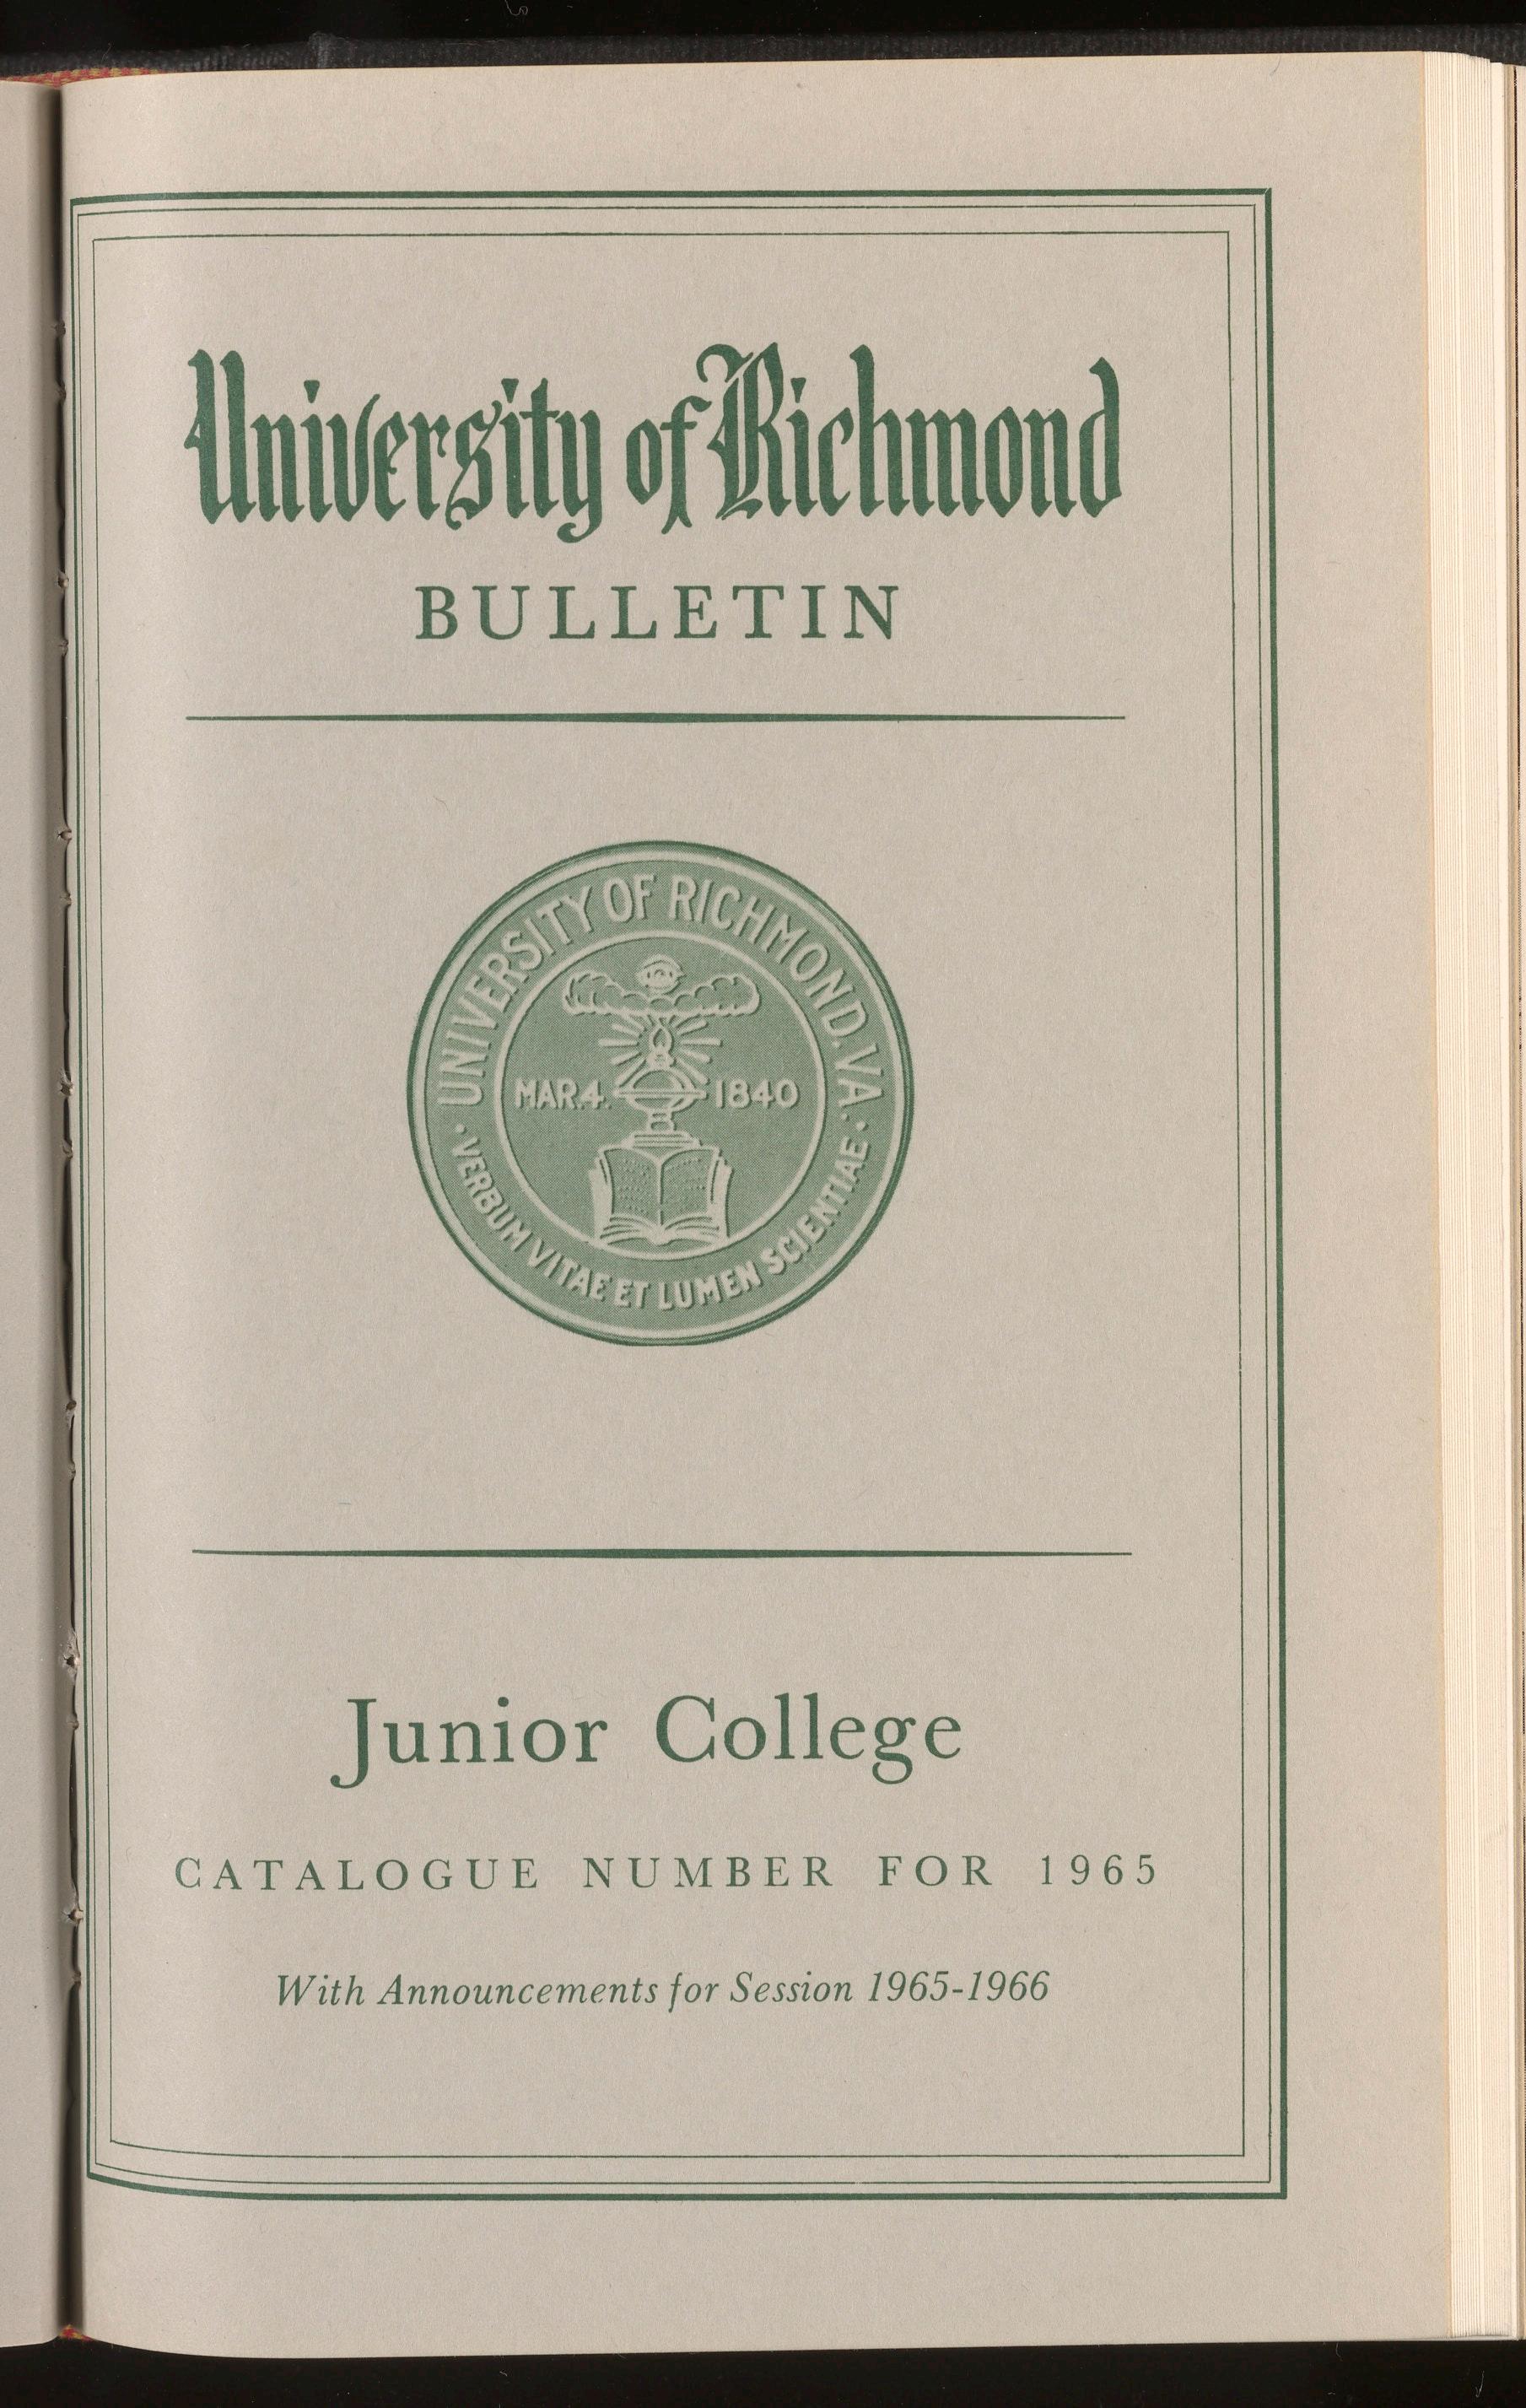 University of Richmond
BULLETIN
UNIVERSITY OF RICHMOND. VA.
MAR. 4. 1840
· VERBUM VITAE ET LUMEN SCIENTIAE ·
Junior College
CATALOGUE NUMBER FOR 1965
With Announcements for Session 1965-1966